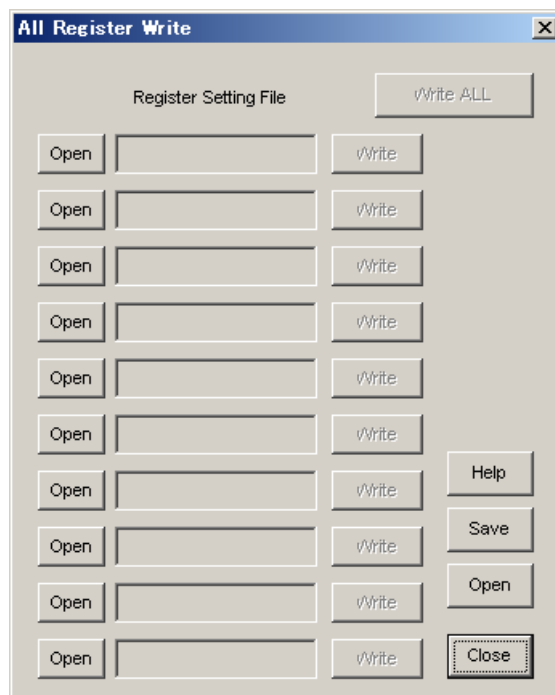 All Register Write
Register Setting File
Write ALL
Open Write
Open Write
Open Write
Open Write
Open Write
Open Write
Open Write
Help
Open Write
Save
Open Write
Open
Open Write
Close